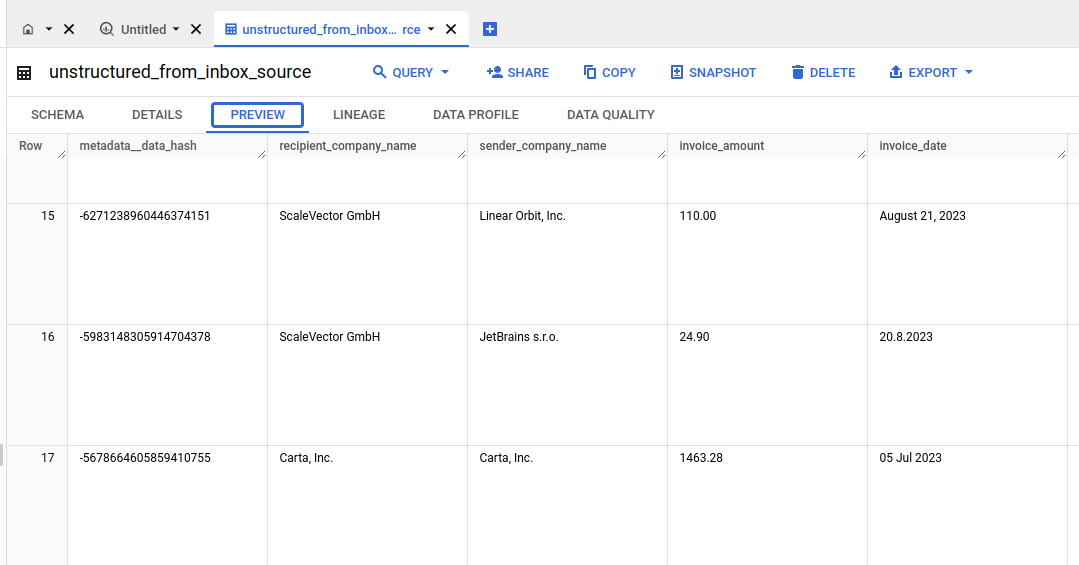 Untitled
unstructured_from_inbox… rce
unstructured_from_inbox_source
QUERY SHARE COPY SNAPSHOT DELETE EXPORT
SCHEMA DETAILS PREVIEW LINEAGE DATA PROFILE DATA QUALITY
Row metadata__data_hash recipient_company_name sender_company_name invoice_amount invoice_date
15 -6271238960446374151 ScaleVector GmbH Linear Orbit, Inc. 110.00 August 21, 2023
16 -5983148305914704378 ScaleVector GmbH JetBrains s.r.o. 24.90 20.8.2023
17 -5678664605859410755 Carta, Inc. Carta, Inc. 1463.28 05 Jul 2023